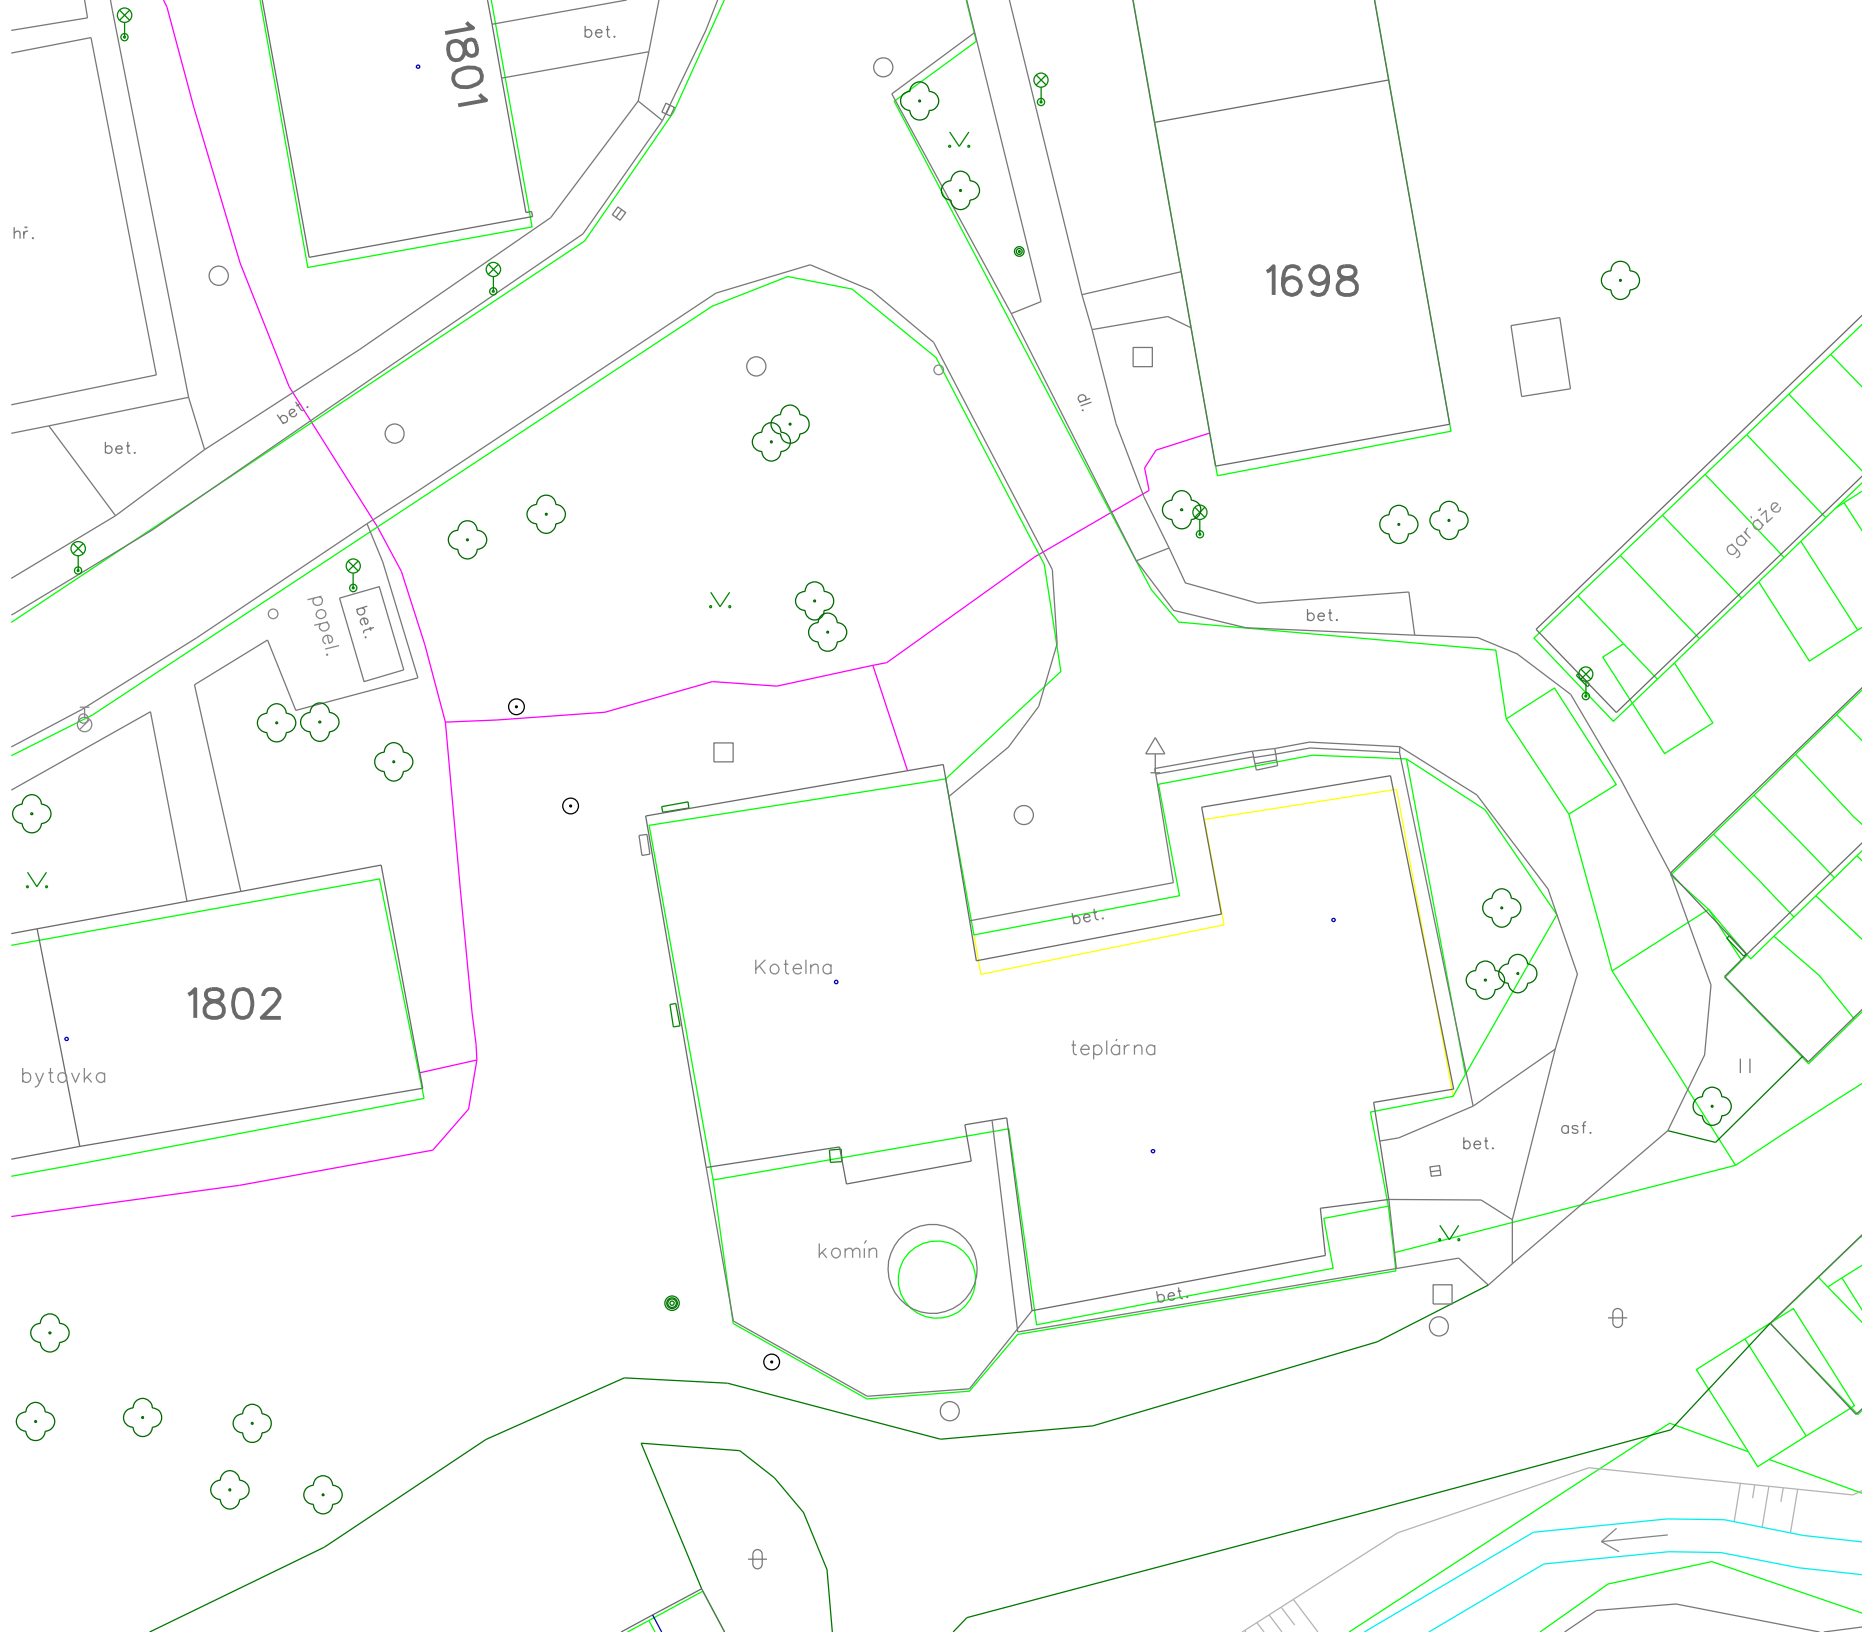 1801
bet.
hř.
1698
bet.
bet.
dl.
garáže
popel.
bet.
bet.
bet.
Kotelna
1802
teplárna
bytovka
asf.
bet.
komín
bet.